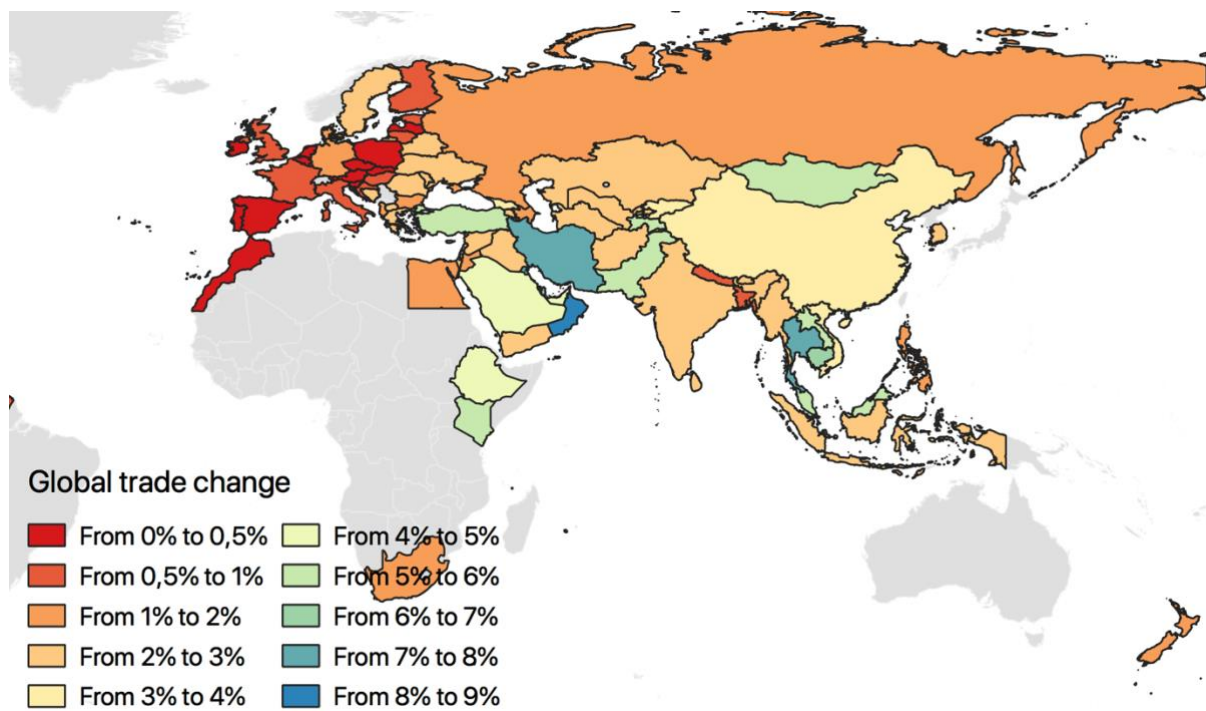 Global trade change
From 0% to 0,5%
From 0,5% to 1%
From 1% to 2%
From 2% to 3%
From 3% to 4%
From 4% to 5%
From 5% to 6%
From 6% to 7%
From 7% to 8%
From 8% to 9%